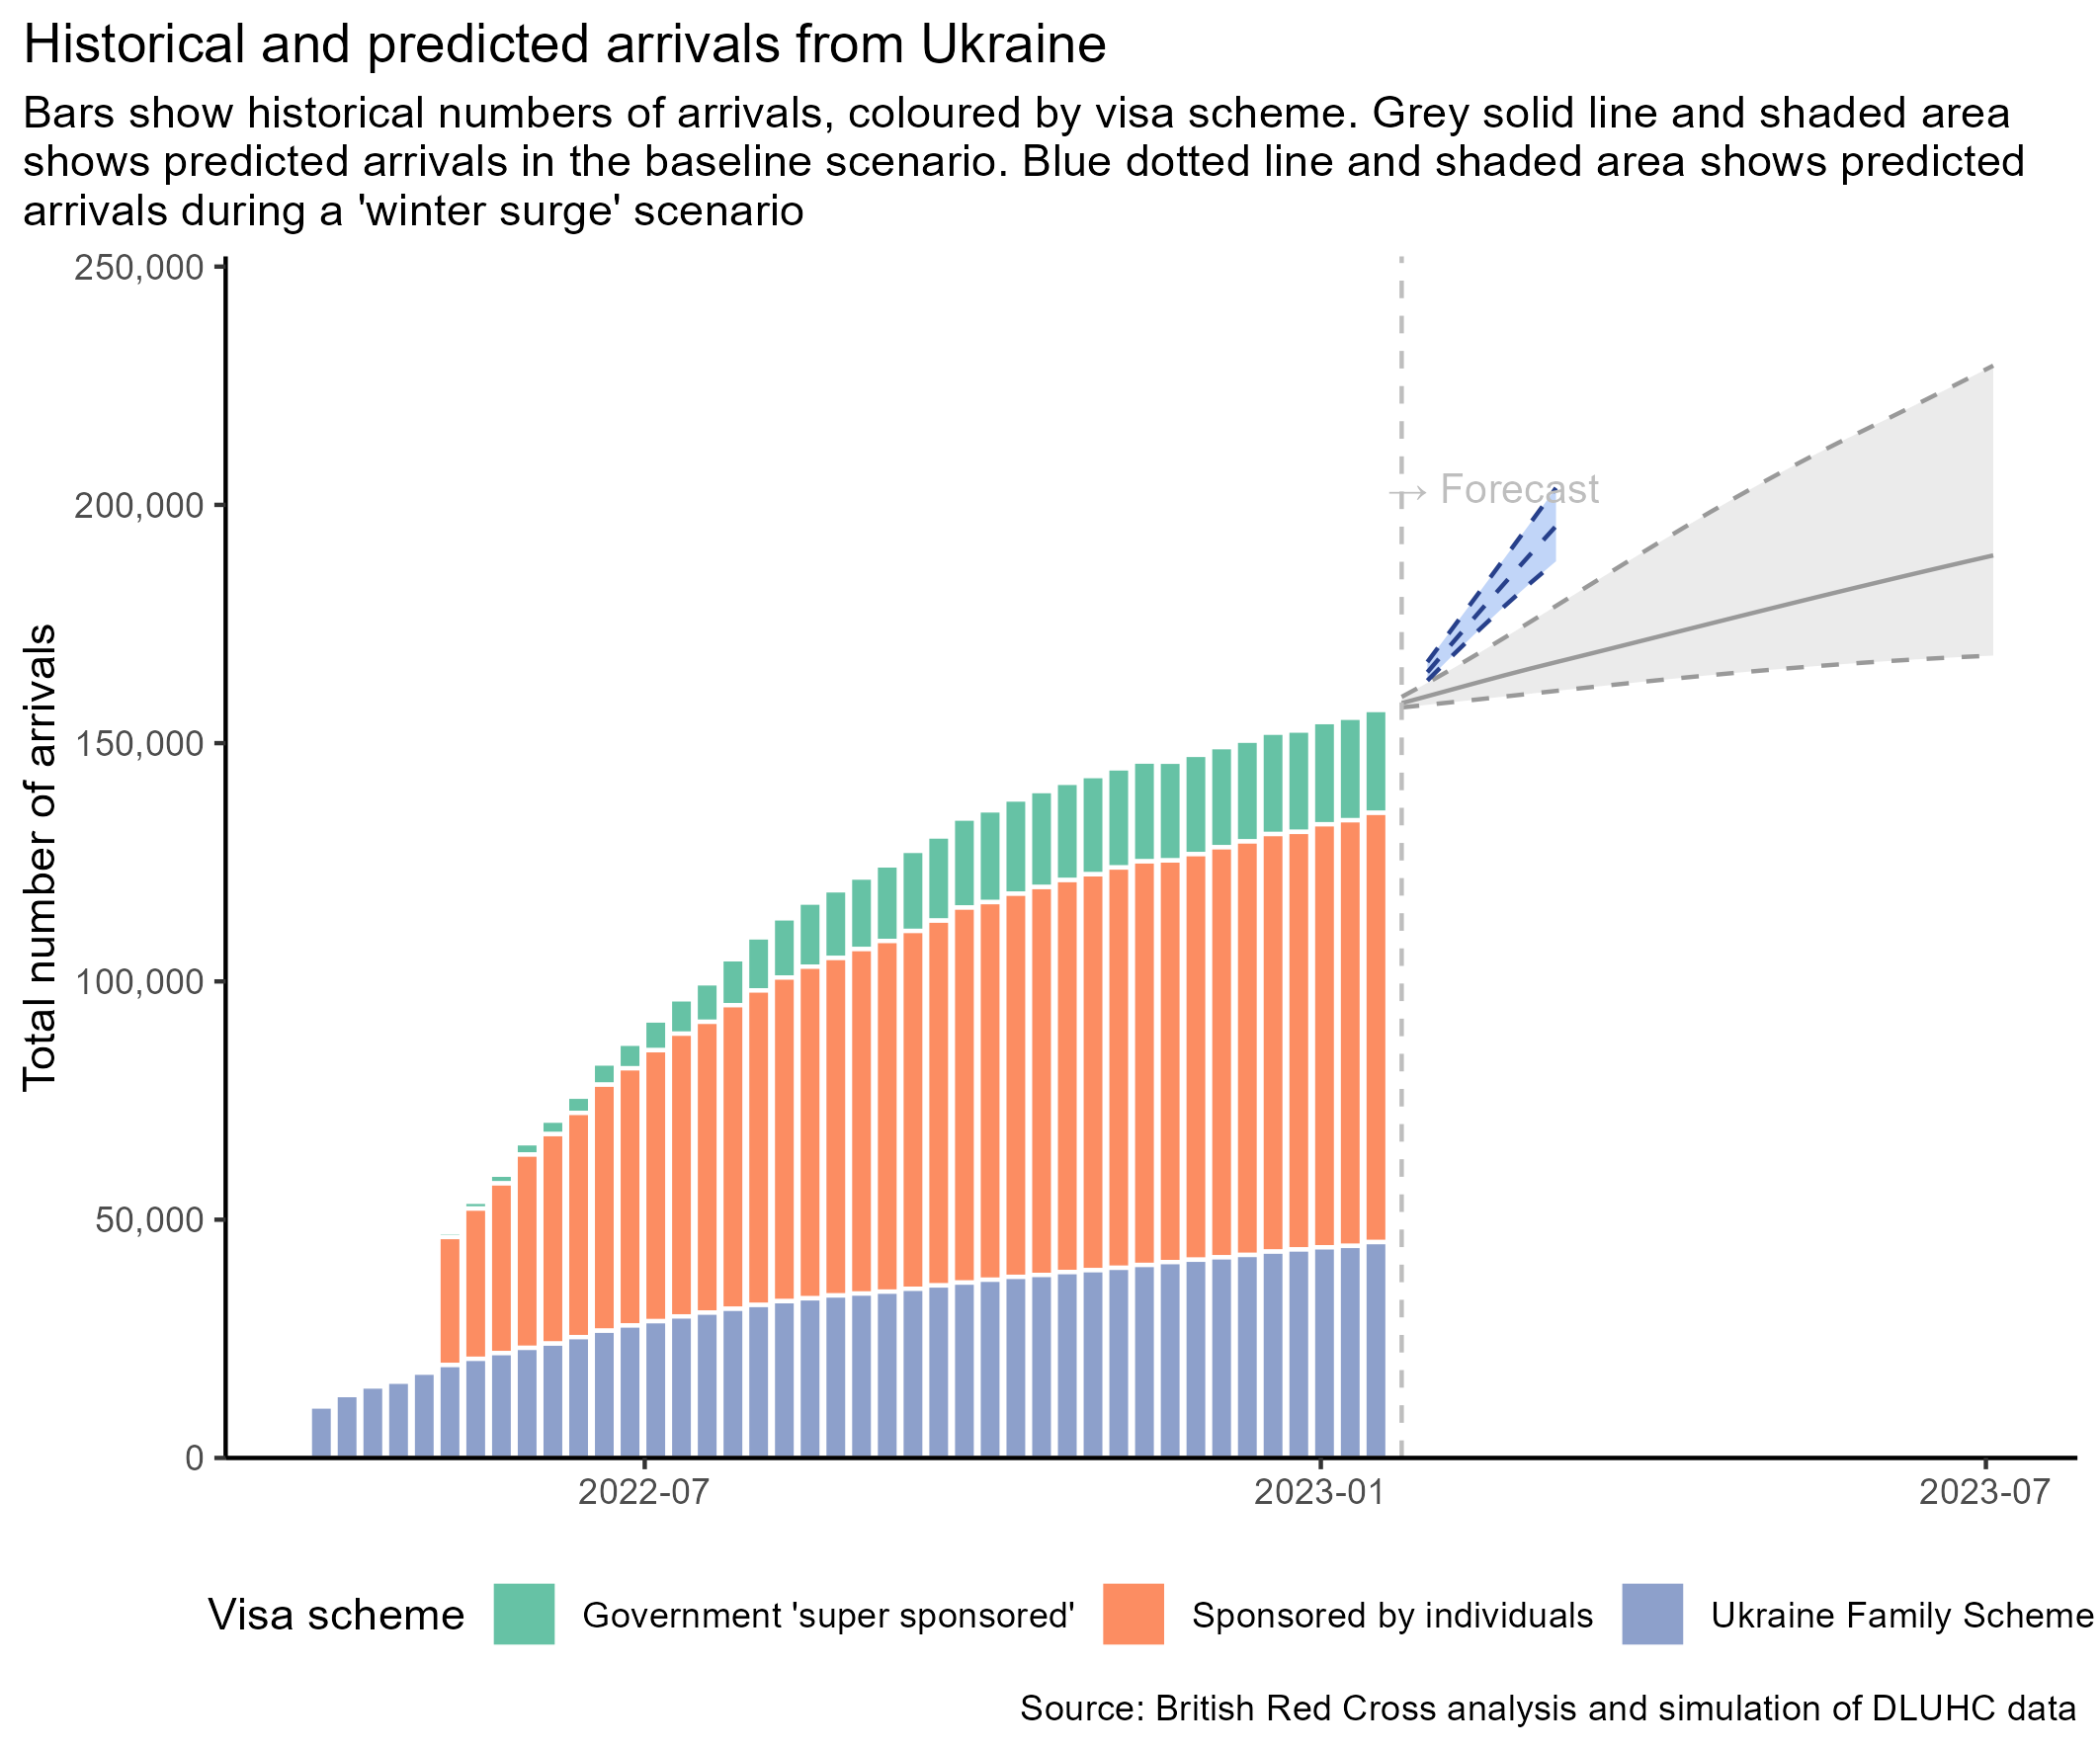 Historical and predicted arrivals from Ukraine
Bars show historical numbers of arrivals, coloured by visa scheme. Grey solid line and shaded area
shows predicted arrivals in the baseline scenario. Blue dotted line and shaded area shows predicted
arrivals during a 'winter surge' scenario
250,000
200,000
150,000
100,000
50,000
0
Total number of arrivals
→ Forecast
2022-07
2023-01
2023-07
Visa scheme
Government 'super sponsored'
Sponsored by individuals
Ukraine Family Scheme
Source: British Red Cross analysis and simulation of DLUHC data